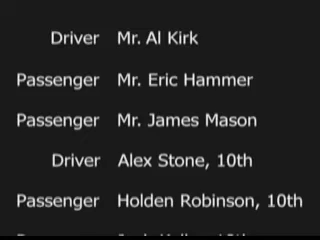 Driver Mr. Al Kirk
Passenger Mr. Eric Hammer
Passenger Mr. James Mason
Driver Alex Stone, 10th
Passenger Holden Robinson, 10th